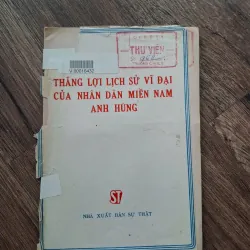 THƯ VIỆN
THẮNG LỢI LỊCH SỬ VĨ ĐẠI
CỦA NHÂN DÂN MIỀN NAM
ANH HÙNG
ST
NHÀ XUẤT BẢN SỰ THẬT